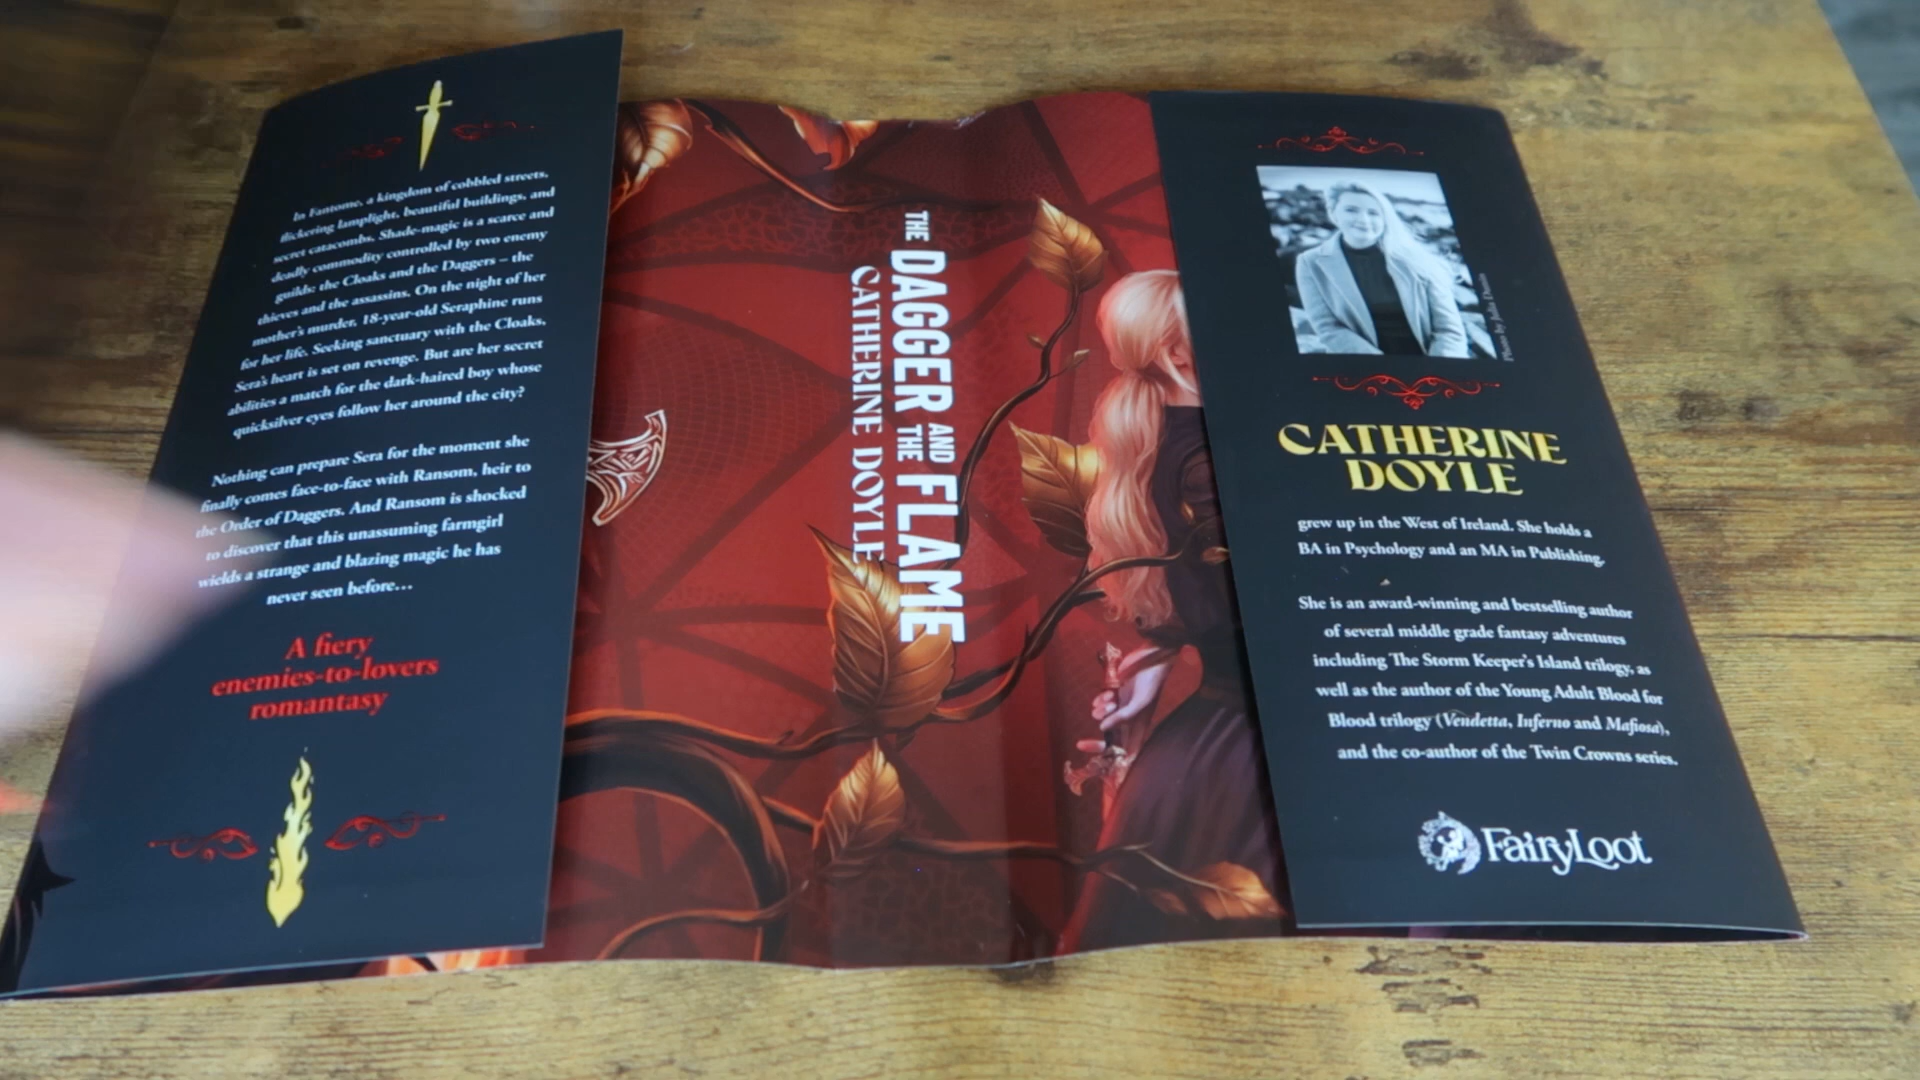 In Fantome, a kingdom of cobbled streets,
flickering lamplight, beautiful buildings, and
secret catacombs, Shade-magic is a scarce and
deadly commodity controlled by two enemy
guilds: the Cloaks and the Daggers – the
thieves and the assassins. On the night of her
mother's murder, 18-year-old Seraphine runs
for her life. Seeking sanctuary with the Cloaks,
Sera's heart is set on revenge. But are her secret
abilities a match for the dark-haired boy whose
quicksilver eyes follow her around the city?
Nothing can prepare Sera for the moment she
finally comes face-to-face with Ransom, heir to
the Order of Daggers. And Ransom is shocked
to discover that this unassuming farmgirl
wields a strange and blazing magic he has
never seen before...
A fiery
enemies-to-lovers
romantasy
THE DAGGER AND THE FLAME
CATHERINE DOYLE
Photo by Julia Dunin
CATHERINE
DOYLE
grew up in the West of Ireland. She holds a
BA in Psychology and an MA in Publishing.
She is an award-winning and bestselling author
of several middle grade fantasy adventures
including The Storm Keeper's Island trilogy, as
well as the author of the Young Adult Blood for
Blood trilogy (Vendetta, Inferno and Mafiosa),
and the co-author of the Twin Crowns series.
FairyLoot